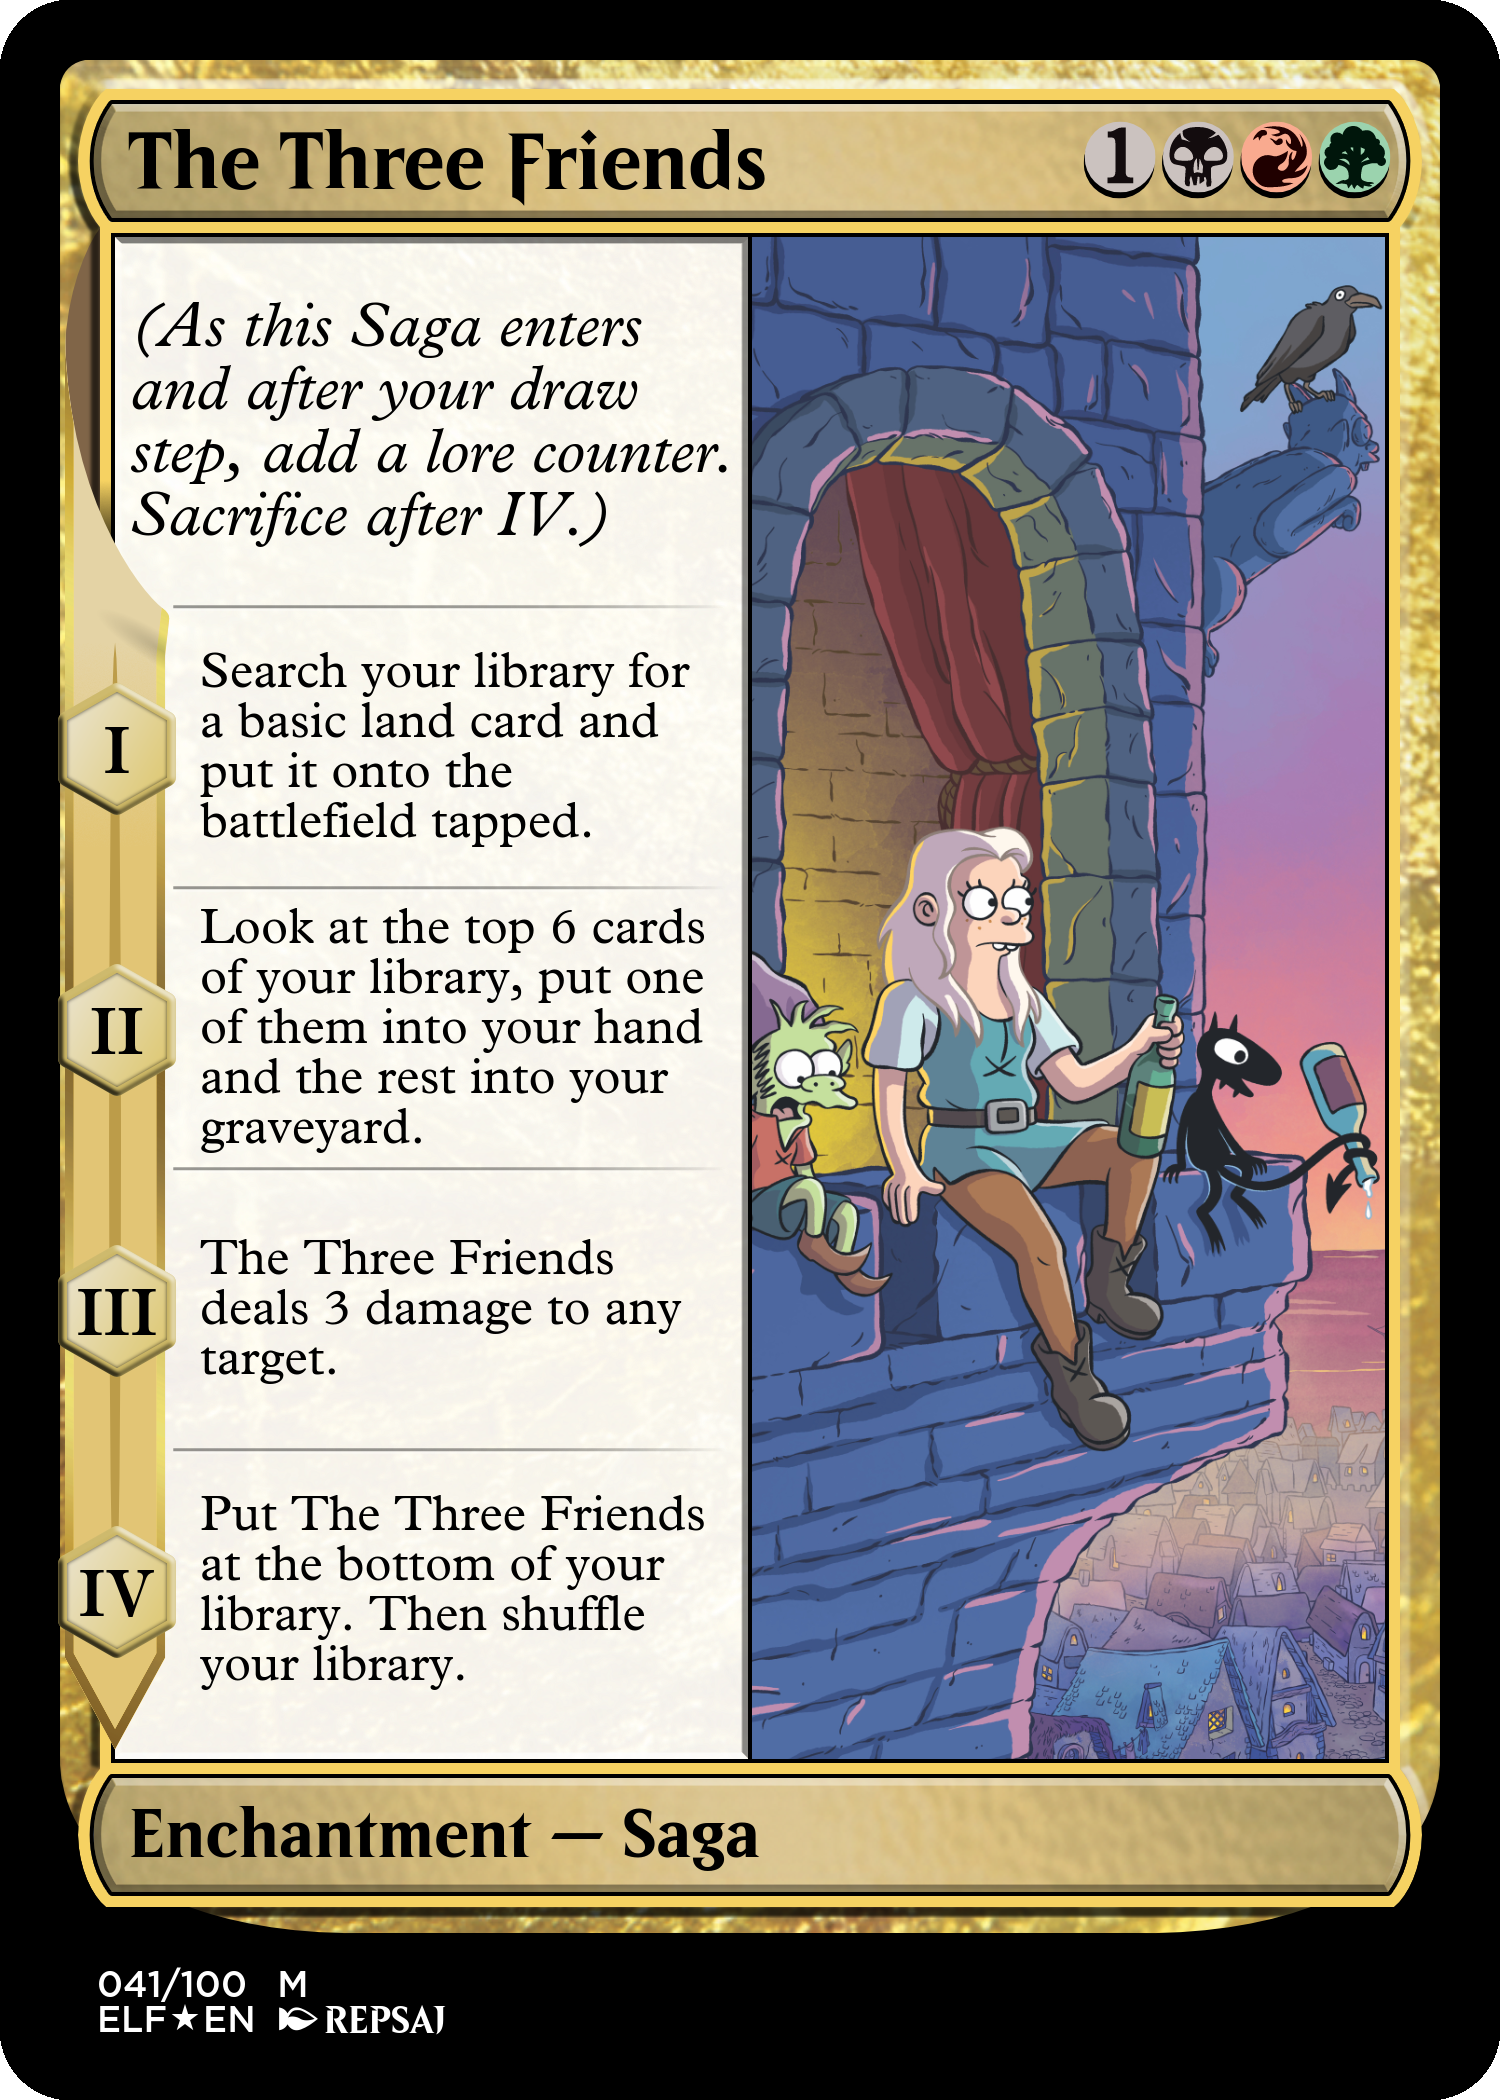 The Three Friends 1
(As this Saga enters
and after your draw
step, add a lore counter.
Sacrifice after IV.)
I
Search your library for
a basic land card and
put it onto the
battlefield tapped.
II
Look at the top 6 cards
of your library, put one
of them into your hand
and the rest into your
graveyard.
III
The Three Friends
deals 3 damage to any
target.
IV
Put The Three Friends
at the bottom of your
library. Then shuffle
your library.
Enchantment — Saga
041/100 M
ELF★EN REPSAJ